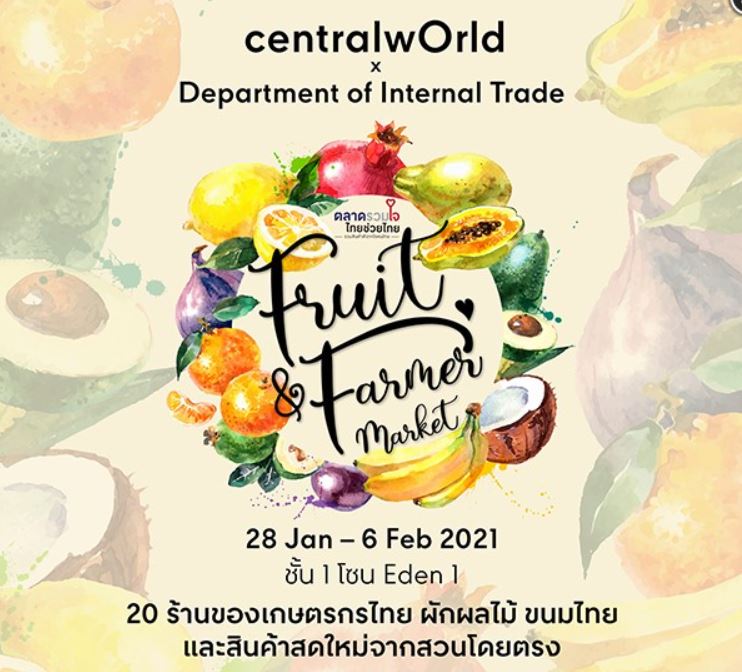 centralwOrld
x
Department of Internal Trade
ตลาดรวมใจ
ไทยช่วยไทย
Fruit
& Farmer
Market
28 Jan – 6 Feb 2021
ชั้น 1 โซน Eden 1
20 ร้านของเกษตรกรไทย ผักผลไม้ ขนมไทย
และสินค้าสดใหม่จากสวนโดยตรง